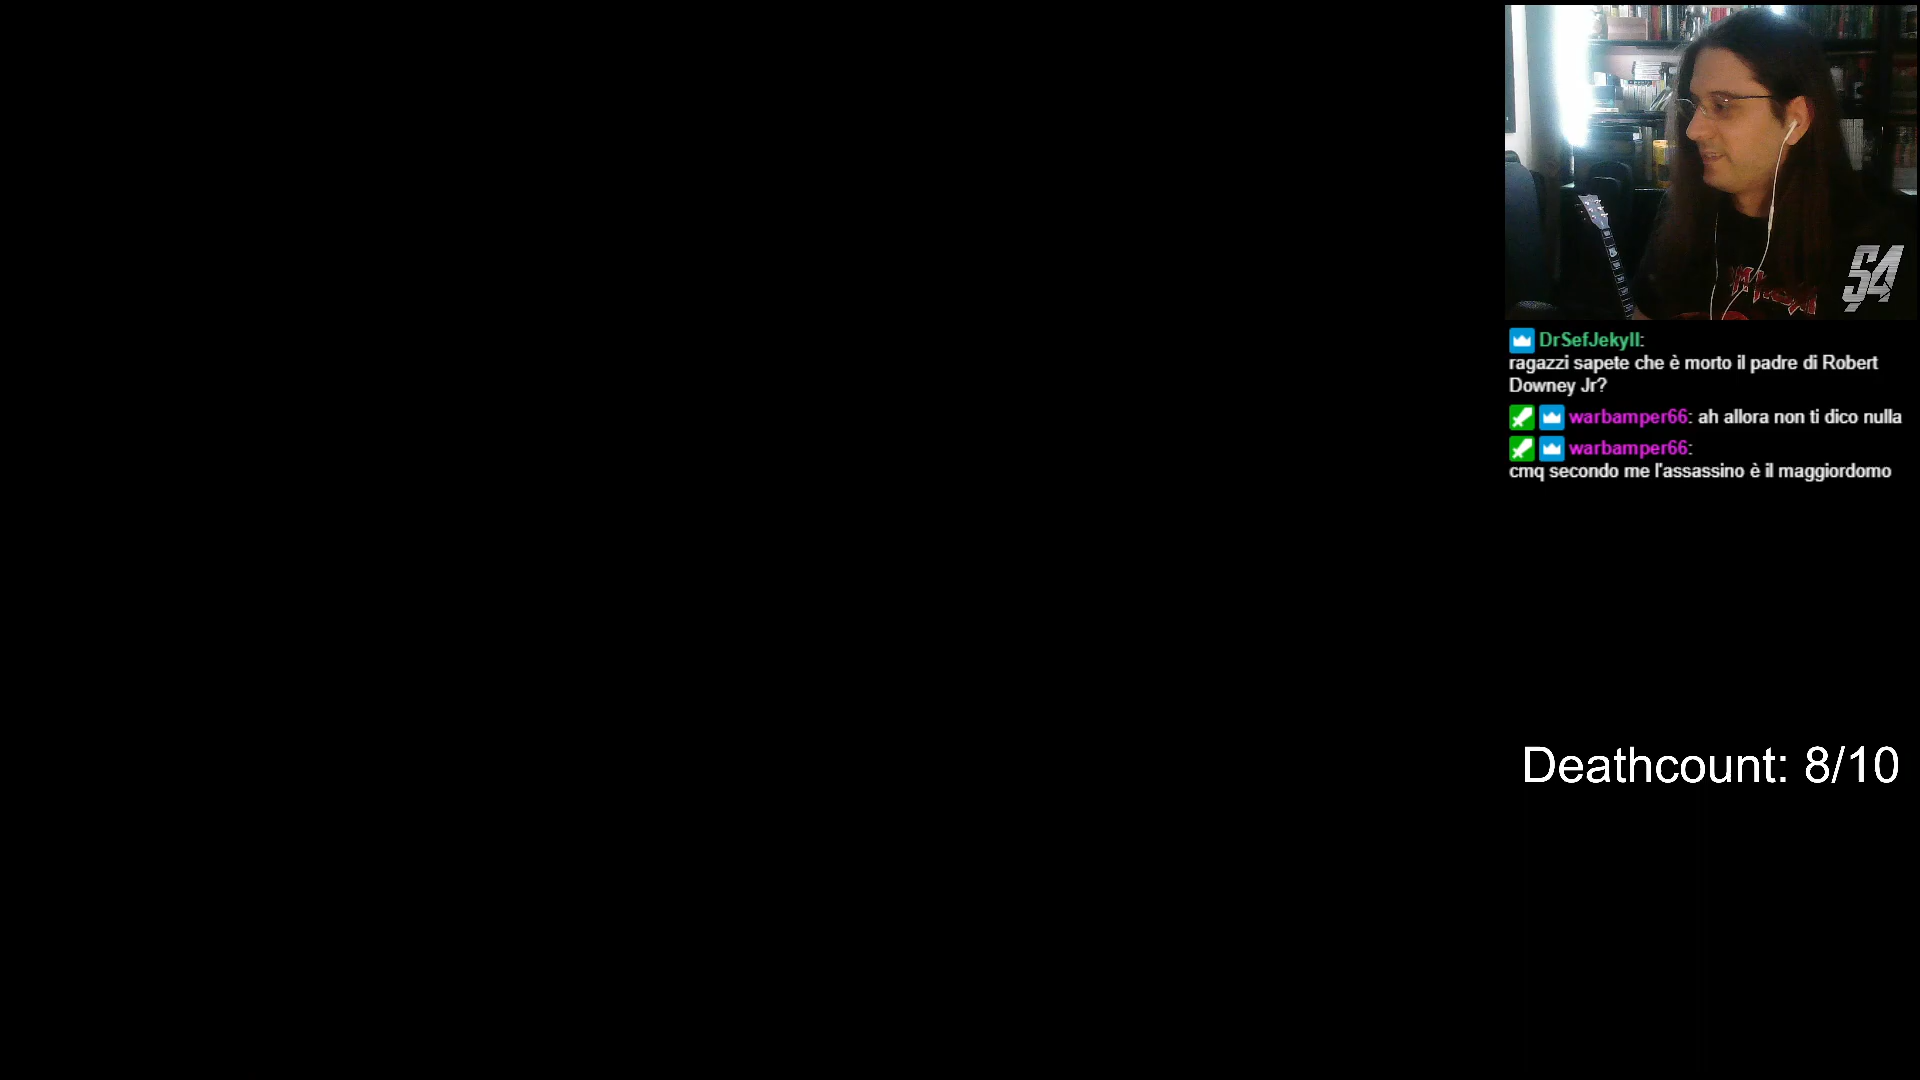 54
DrSefJekyll:
ragazzi sapete che è morto il padre di Robert
Downey Jr?
warbamper66: ah allora non ti dico nulla
warbamper66:
cmq secondo me l'assassino è il maggiordomo
Deathcount: 8/10